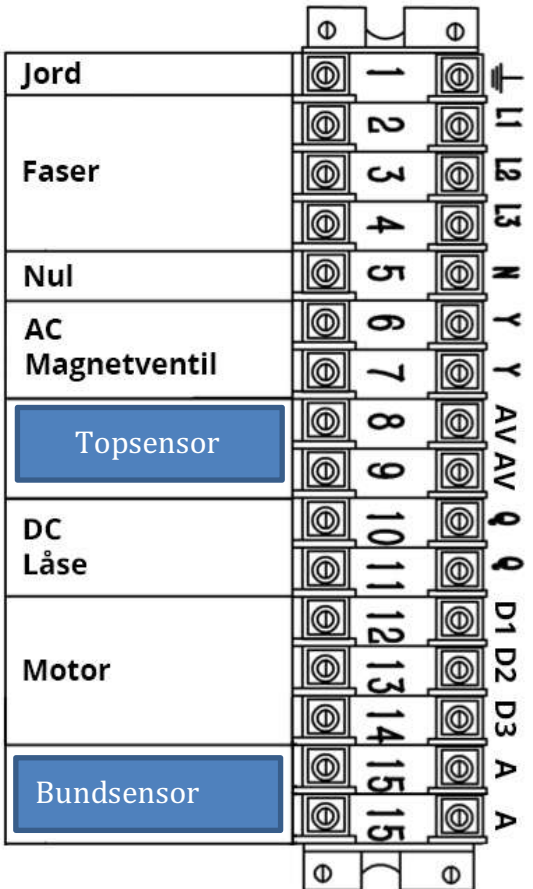 Jord 1 ⏚
Faser 2 L1
3 L2
4 L3
Nul 5 N
AC 6 Y
Magnetventil 7 Y
Topsensor 8 AV
9 AV
DC 10 Q
Låse 11 Q
12 D1
Motor 13 D2
14 D3
Bundsensor 15 A
15 A